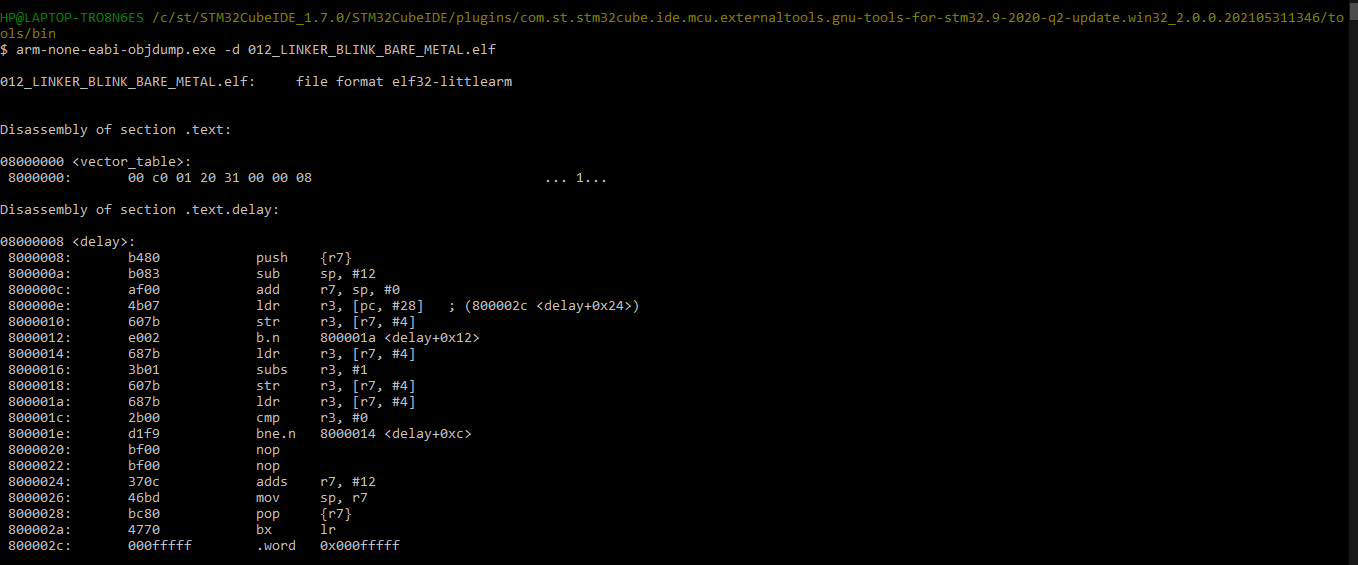 HP@LAPTOP-TRO8N6ES /c/st/STM32CubeIDE_1.7.0/STM32CubeIDE/plugins/com.st.stm32cube.ide.mcu.externaltools.gnu-tools-for-stm32.9-2020-q2-update.win32_2.0.0.202105311346/to
ols/bin
$ arm-none-eabi-objdump.exe -d 012_LINKER_BLINK_BARE_METAL.elf
012_LINKER_BLINK_BARE_METAL.elf:     file format elf32-littlearm
Disassembly of section .text:
08000000 <vector_table>:
 8000000:       00 c0 01 20 31 00 00 08                             ... 1...
Disassembly of section .text.delay:
08000008 <delay>:
 8000008:       b480            push    {r7}
 800000a:       b083            sub     sp, #12
 800000c:       af00            add     r7, sp, #0
 800000e:       4b07            ldr     r3, [pc, #28]   ; (800002c <delay+0x24>)
 8000010:       607b            str     r3, [r7, #4]
 8000012:       e002            b.n     800001a <delay+0x12>
 8000014:       687b            ldr     r3, [r7, #4]
 8000016:       3b01            subs    r3, #1
 8000018:       607b            str     r3, [r7, #4]
 800001a:       687b            ldr     r3, [r7, #4]
 800001c:       2b00            cmp     r3, #0
 800001e:       d1f9            bne.n   8000014 <delay+0xc>
 8000020:       bf00            nop
 8000022:       bf00            nop
 8000024:       370c            adds    r7, #12
 8000026:       46bd            mov     sp, r7
 8000028:       bc80            pop     {r7}
 800002a:       4770            bx      lr
 800002c:       000fffff        .word   0x000fffff